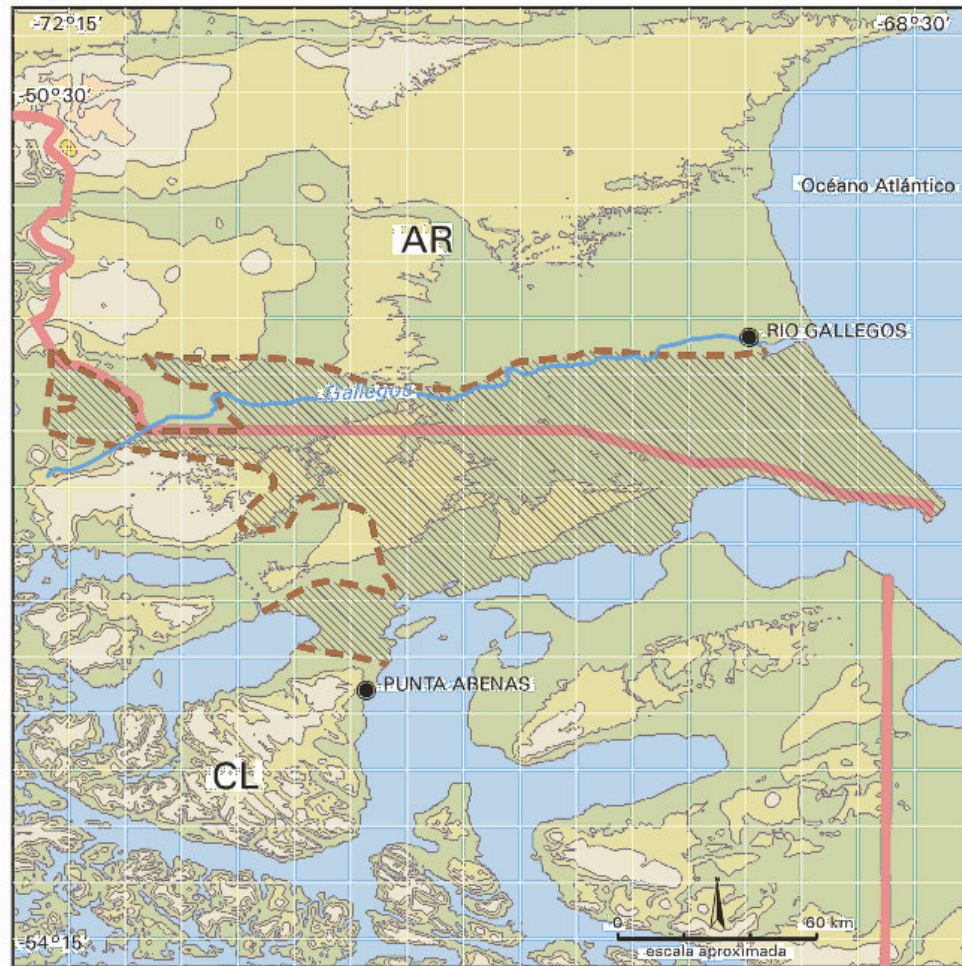 -72°15′
-68°30′
-50°30′
Océano Atlántico
AR
RIO GALLEGOS
Gallegos
PUNTA ARENAS
CL
0
60 km
escala aproximada
-54°15′